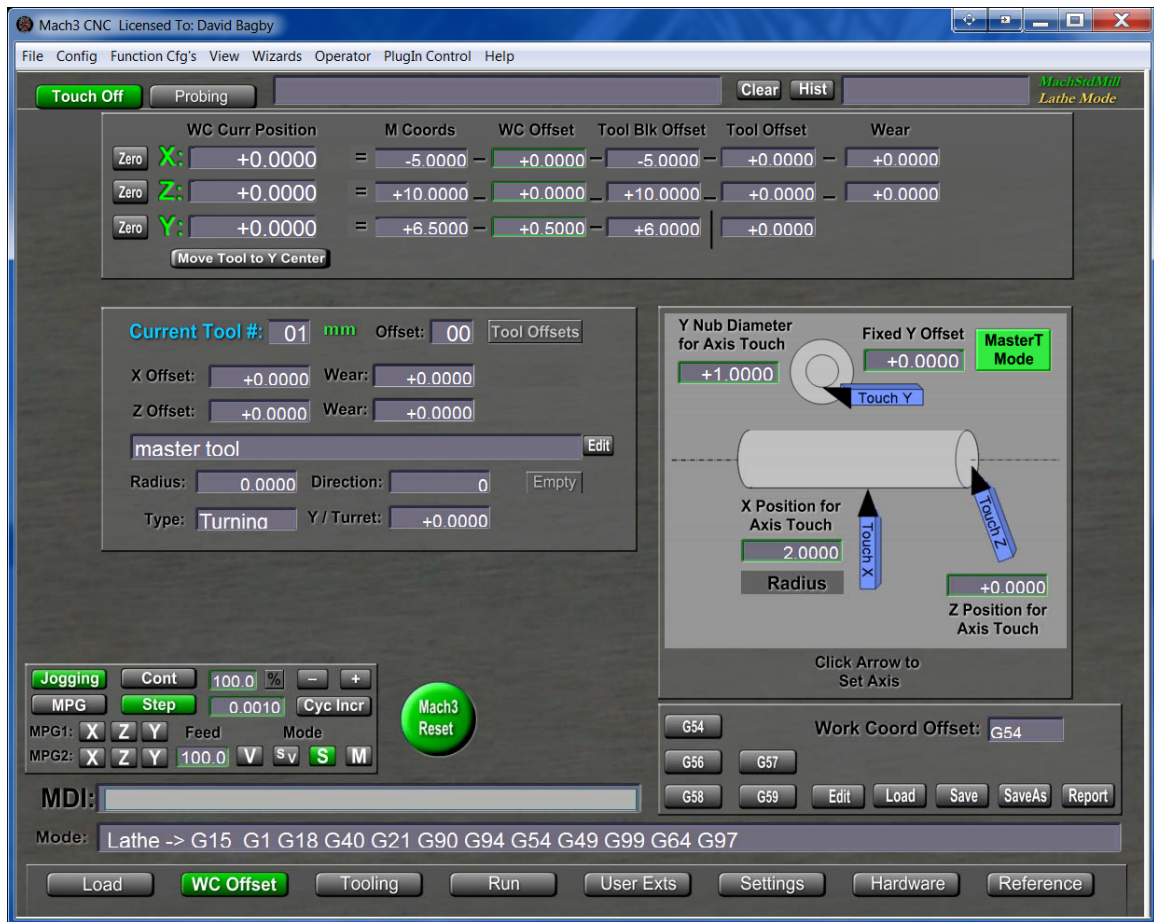 Mach3 CNC Licensed To: David Bagby
File Config Function Cfg's View Wizards Operator PlugIn Control Help
Touch Off Probing Clear Hist MachStdMill
Lathe Mode
WC Curr Position M Coords WC Offset Tool Blk Offset Tool Offset Wear
Zero X: +0.0000 = -5.0000 – +0.0000 – -5.0000 – +0.0000 – +0.0000
Zero Z: +0.0000 = +10.0000 – +0.0000 – +10.0000 – +0.0000 – +0.0000
Zero Y: +0.0000 = +6.5000 – +0.5000 – +6.0000 +0.0000
Move Tool to Y Center
Current Tool #: 01 mm Offset: 00 Tool Offsets
X Offset: +0.0000 Wear: +0.0000
Z Offset: +0.0000 Wear: +0.0000
master tool Edit
Radius: 0.0000 Direction: 0 Empty
Type: Turning Y / Turret: +0.0000
Y Nub Diameter
for Axis Touch
+1.0000
Fixed Y Offset
+0.0000
MasterT
Mode
Touch Y
X Position for
Axis Touch
2.0000
Radius
Touch X
Touch Z
+0.0000
Z Position for
Axis Touch
Click Arrow to
Set Axis
Jogging Cont 100.0 % – +
MPG Step 0.0010 Cyc Incr
MPG1: X Z Y Feed Mode
MPG2: X Z Y 100.0 V SV S M
Mach3
Reset
G54 Work Coord Offset: G54
G56 G57
G58 G59 Edit Load Save SaveAs Report
MDI:
Mode: Lathe -> G15 G1 G18 G40 G21 G90 G94 G54 G49 G99 G64 G97
Load WC Offset Tooling Run User Exts Settings Hardware Reference